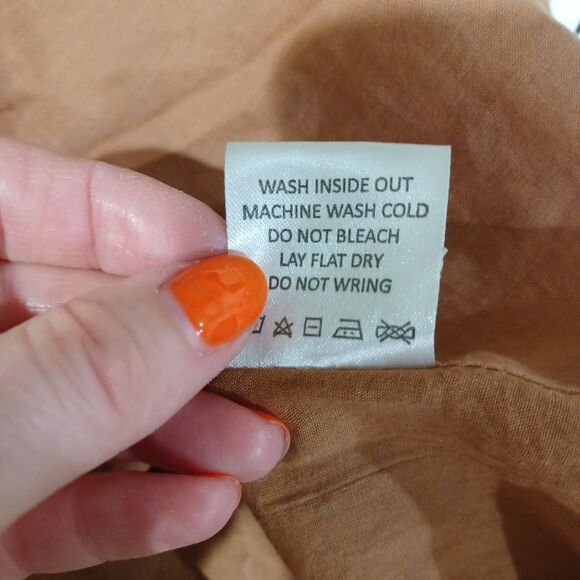 WASH INSIDE OUT
MACHINE WASH COLD
DO NOT BLEACH
LAY FLAT DRY
DO NOT WRING